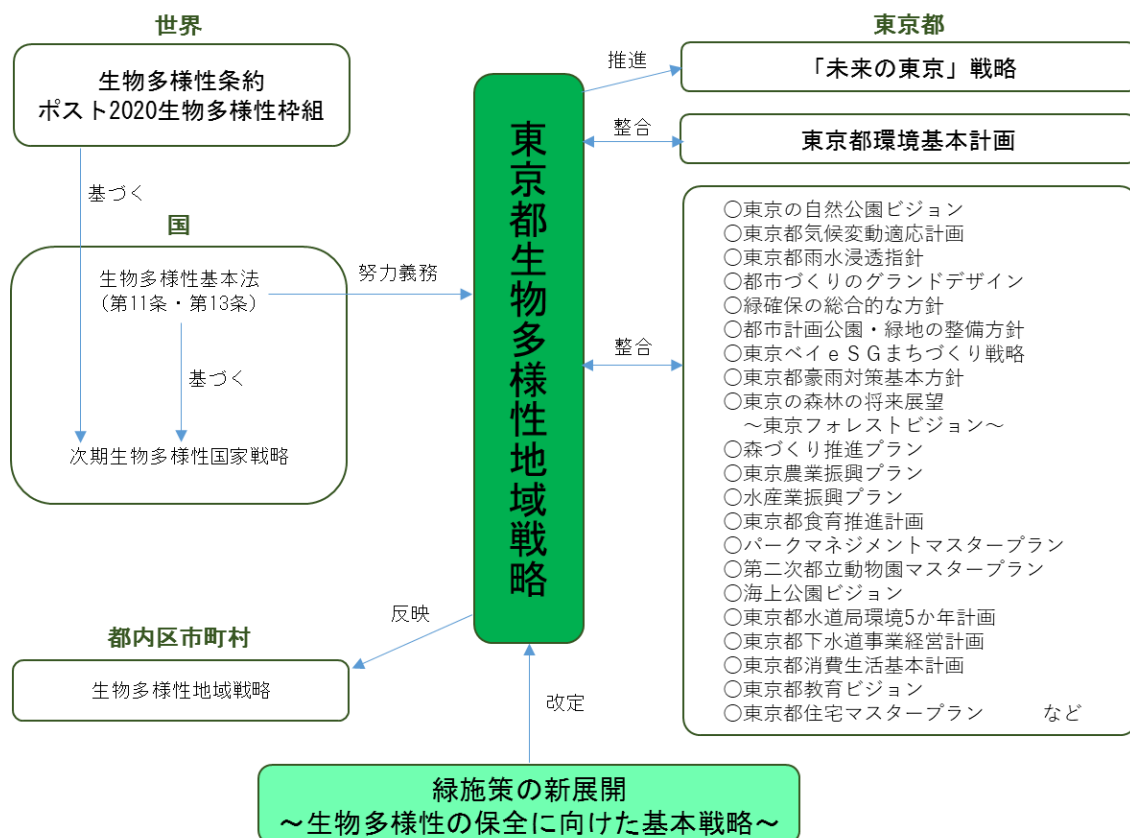 世界
生物多様性条約
ポスト2020生物多様性枠組
基づく
国
生物多様性基本法
（第11条・第13条）
基づく
次期生物多様性国家戦略
努力義務
都内区市町村
生物多様性地域戦略
反映
東京都生物多様性地域戦略
改定
緑施策の新展開
～生物多様性の保全に向けた基本戦略～
東京都
推進
「未来の東京」戦略
整合
東京都環境基本計画
整合
○東京の自然公園ビジョン
○東京都気候変動適応計画
○東京都雨水浸透指針
○都市づくりのグランドデザイン
○緑確保の総合的な方針
○都市計画公園・緑地の整備方針
○東京ベイｅＳＧまちづくり戦略
○東京都豪雨対策基本方針
○東京の森林の将来展望
～東京フォレストビジョン～
○森づくり推進プラン
○東京農業振興プラン
○水産業振興プラン
○東京都食育推進計画
○パークマネジメントマスタープラン
○第二次都立動物園マスタープラン
○海上公園ビジョン
○東京都水道局環境5か年計画
○東京都下水道事業経営計画
○東京都消費生活基本計画
○東京都教育ビジョン
○東京都住宅マスタープラン　　　など